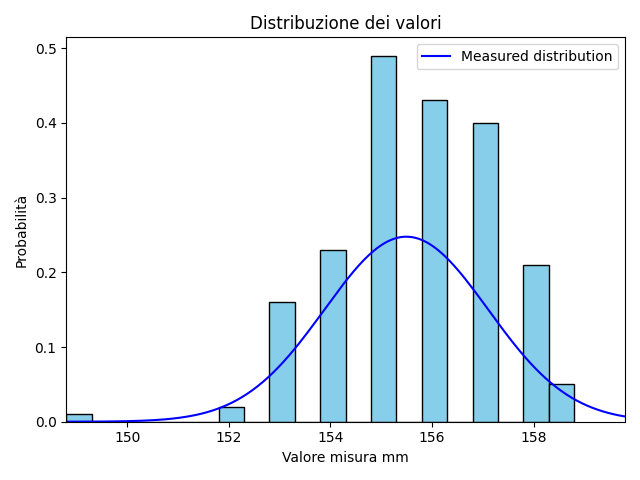 Distribuzione dei valori
Measured distribution
Probabilità
0.5
0.4
0.3
0.2
0.1
0.0
150 152 154 156 158
Valore misura mm